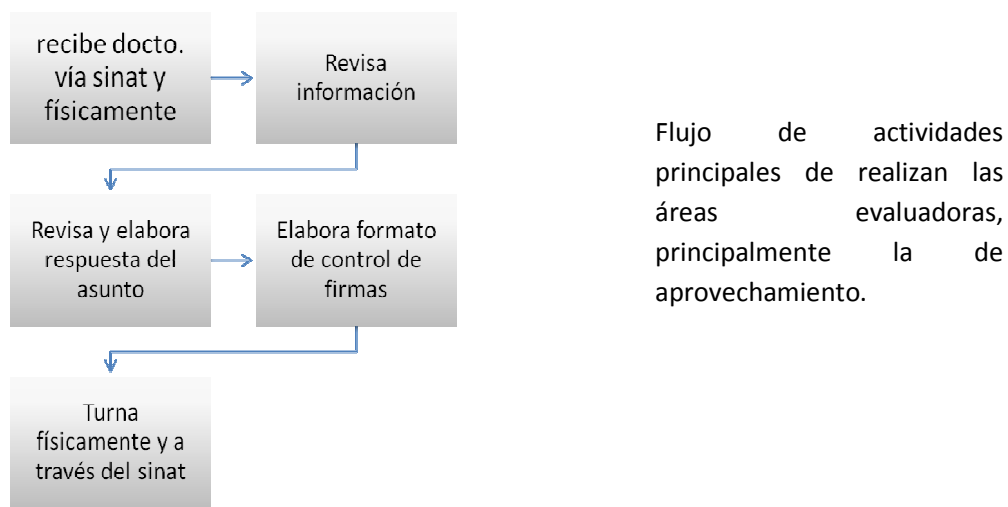 recibe docto.
vía sinat y
físicamente
Revisa
información
Revisa y elabora
respuesta del
asunto
Elabora formato
de control de
firmas
Turna
físicamente y a
través del sinat
Flujo de actividades
principales de realizan las
áreas evaluadoras,
principalmente la de
aprovechamiento.